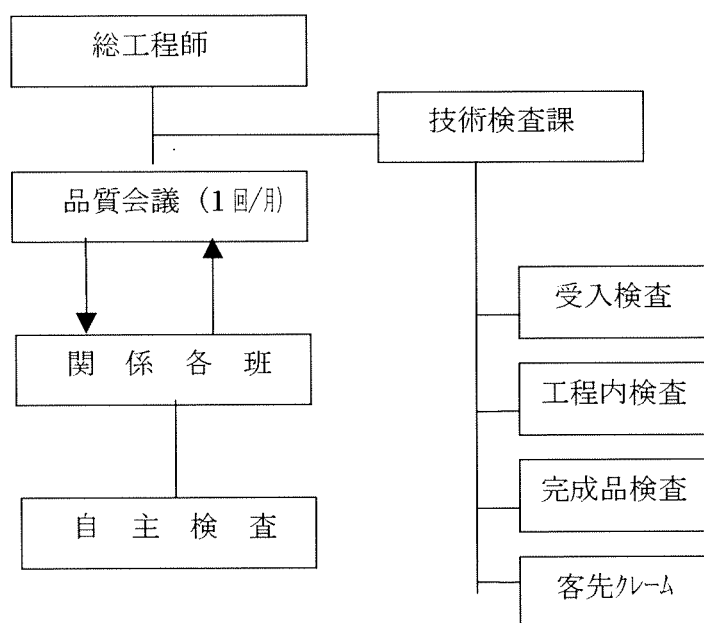 総工程師
技術検査課
品質会議（1回/月）
受入検査
関係各班
工程内検査
完成品検査
自主検査
客先クレーム